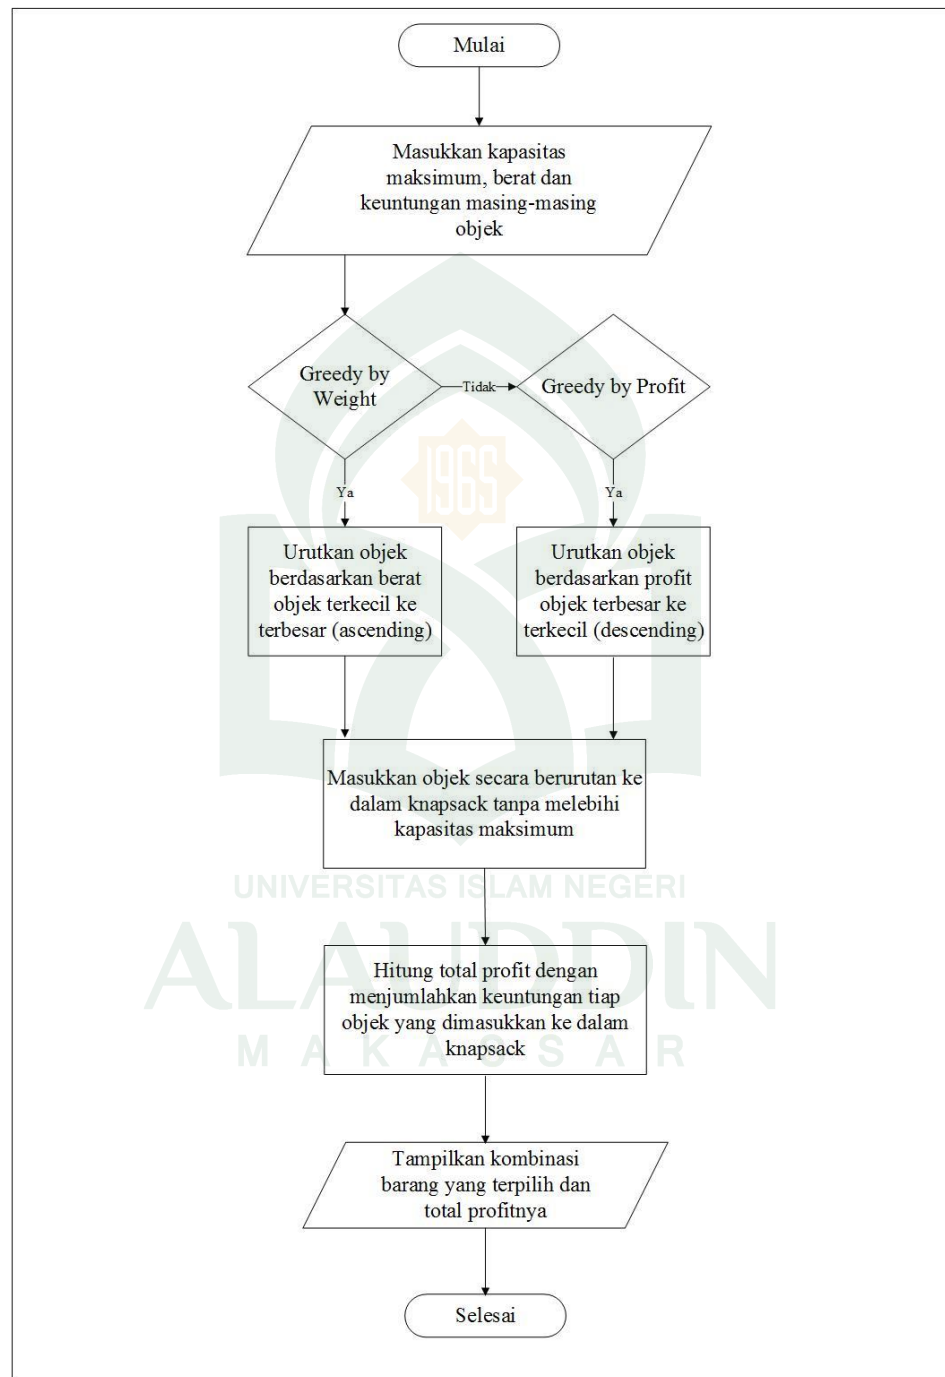 Mulai
Masukkan kapasitas
maksimum, berat dan
keuntungan masing-masing
objek
Greedy by
Weight
Tidak
Greedy by Profit
Ya
Ya
Urutkan objek
berdasarkan berat
objek terkecil ke
terbesar (ascending)
Urutkan objek
berdasarkan profit
objek terbesar ke
terkecil (descending)
1965
Masukkan objek secara berurutan ke
dalam knapsack tanpa melebihi
kapasitas maksimum
UNIVERSITAS ISLAM NEGERI
ALAUDDIN
MAKASSAR
Hitung total profit dengan
menjumlahkan keuntungan tiap
objek yang dimasukkan ke dalam
knapsack
Tampilkan kombinasi
barang yang terpilih dan
total profitnya
Selesai